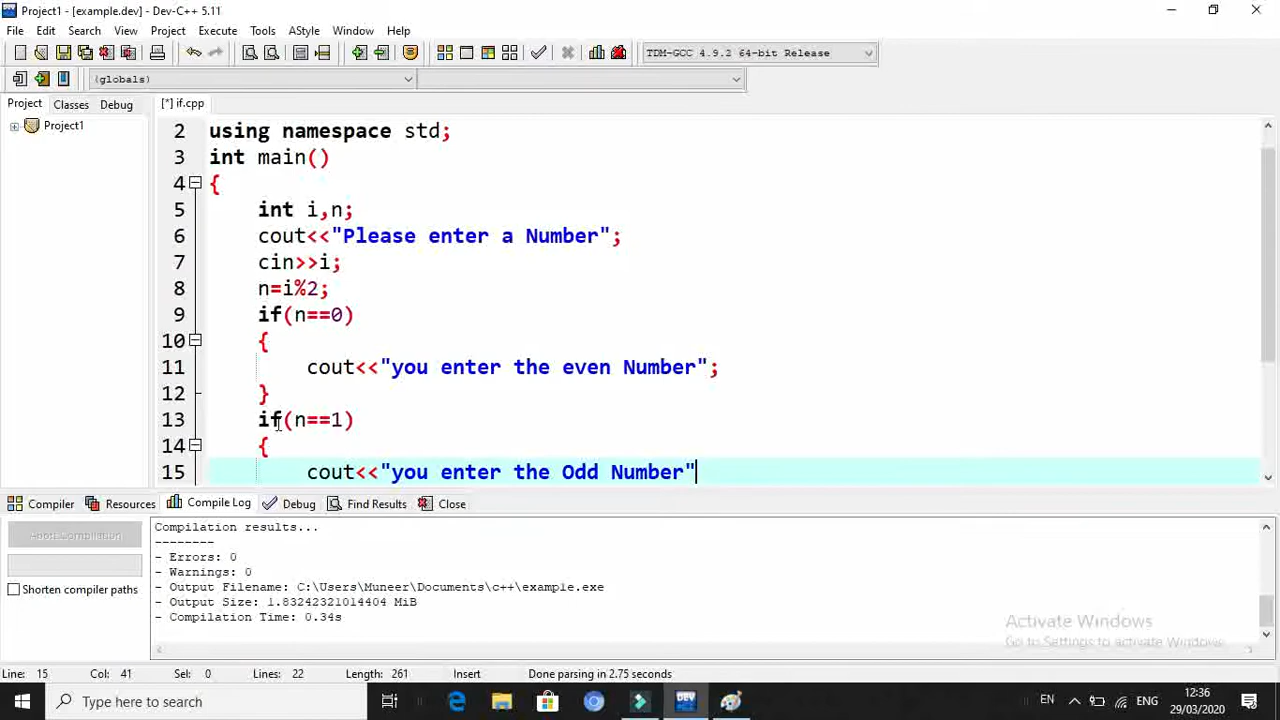 Project1 - [example.dev] - Dev-C++ 5.11
File Edit Search View Project Execute Tools AStyle Window Help
TDM-GCC 4.9.2 64-bit Release
(globals)
Project Classes Debug [*] if.cpp
Project1
2 using namespace std;
3 int main()
4 {
5 int i,n;
6 cout<<"Please enter a Number";
7 cin>>i;
8 n=i%2;
9 if(n==0)
10 {
11 cout<<"you enter the even Number";
12 }
13 if(n==1)
14 {
15 cout<<"you enter the Odd Number"
Compiler Resources Compile Log Debug Find Results Close
Abort Compilation
Shorten compiler paths
Compilation results...
--------
- Errors: 0
- Warnings: 0
- Output Filename: C:\Users\Muneer\Documents\c++\example.exe
- Output Size: 1.83242321014404 MiB
- Compilation Time: 0.34s
Activate Windows
Go to Settings to activate Windows.
Line: 15 Col: 41 Sel: 0 Lines: 22 Length: 261 Insert Done parsing in 2.75 seconds
Type here to search
DEV
EN
ENG
12:36
29/03/2020